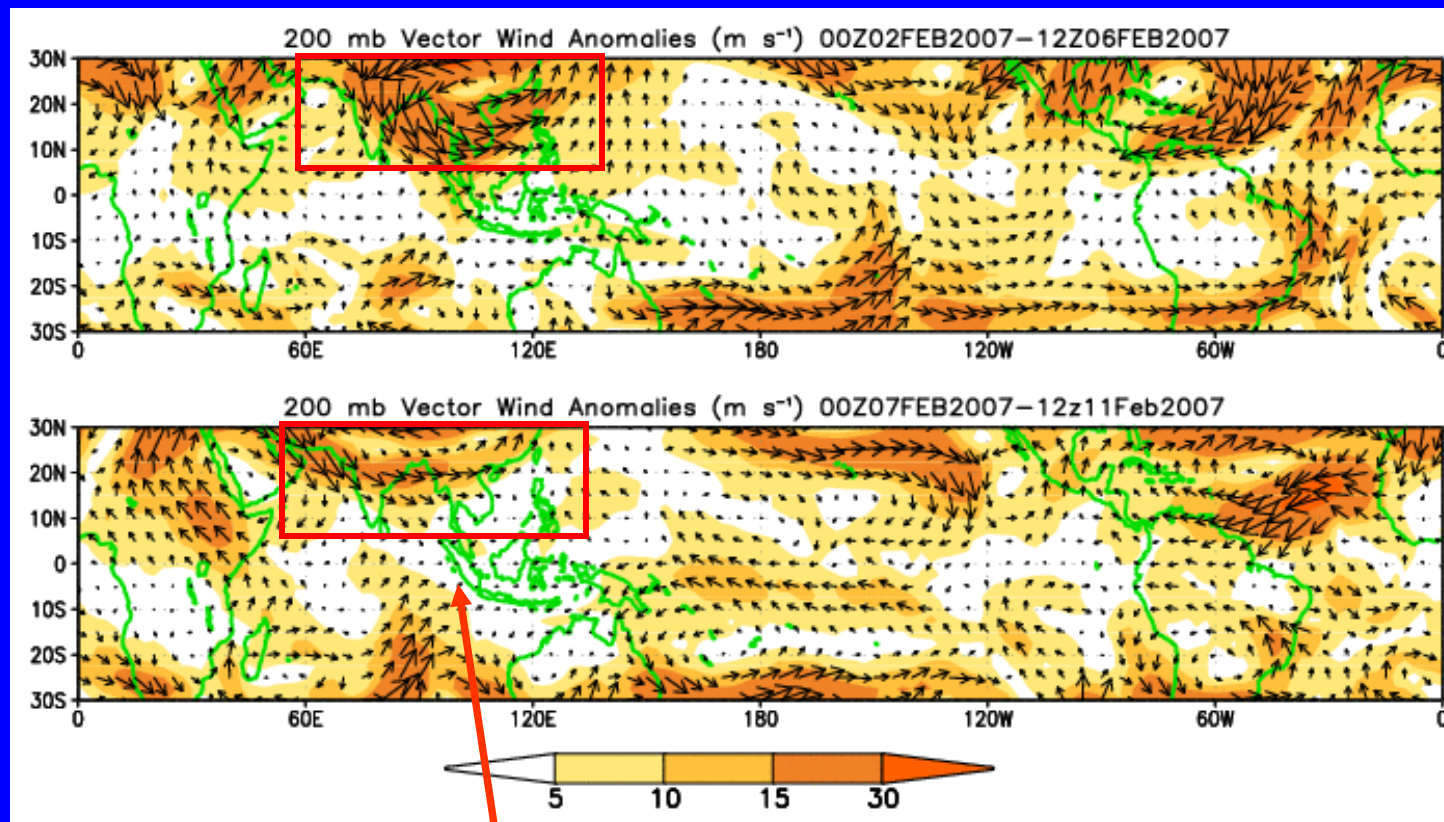 200 mb Vector Wind Anomalies (m s⁻¹) 00Z02FEB2007-12Z06FEB2007
30N
20N
10N
0
10S
20S
30S
0 60E 120E 180 120W 60W 0
200 mb Vector Wind Anomalies (m s⁻¹) 00Z07FEB2007-12z11Feb2007
30N
20N
10N
0
10S
20S
30S
0 60E 120E 180 120W 60W 0
5 10 15 30